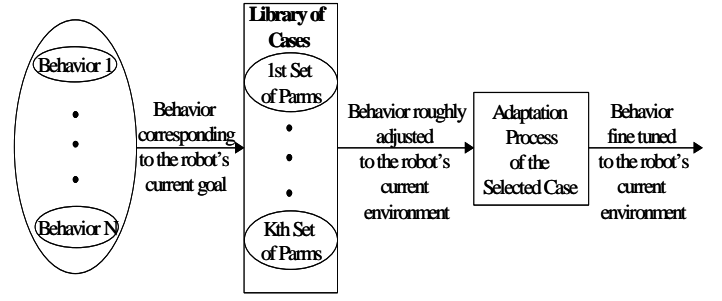 Behavior 1
Behavior N
Behavior
corresponding
to the robot's
current goal
Library of
Cases
1st Set
of Parms
Kth Set
of Parms
Behavior roughly
adjusted
to the robot's
current
environment
Adaptation
Process
of the
Selected Case
Behavior
fine tuned
to the robot's
current
environment